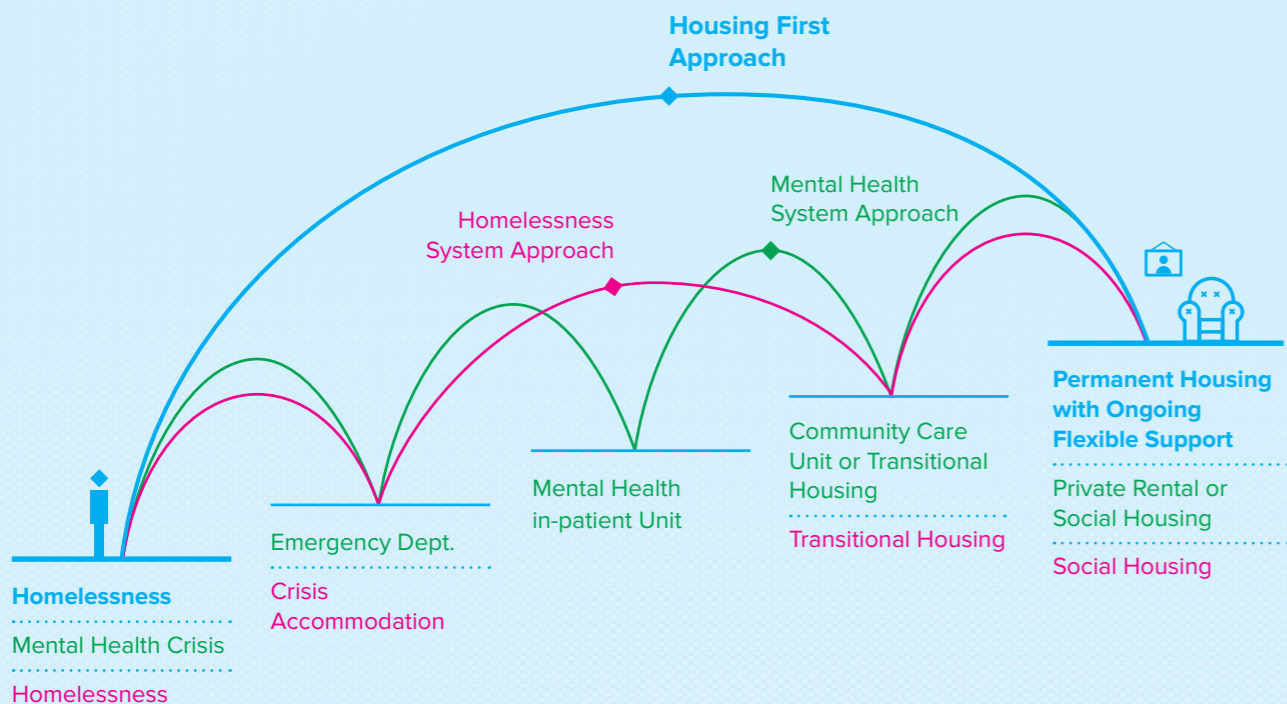 Housing First
Approach
Mental Health
System Approach
Homelessness
System Approach
Homelessness
Mental Health Crisis
Homelessness
Emergency Dept.
Crisis
Accommodation
Mental Health
in-patient Unit
Community Care
Unit or Transitional
Housing
Transitional Housing
Permanent Housing
with Ongoing
Flexible Support
Private Rental or
Social Housing
Social Housing